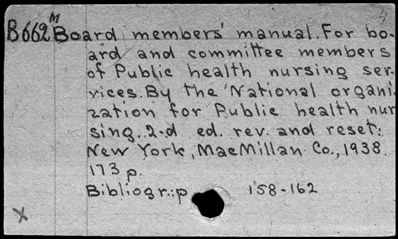 B662M Board members' manual. For bo-
ard and committee members
of Public health nursing ser-
vices. By the National organi-
zation for Public health nur
sing. 2-d ed. rev. and reset:
New York, MacMillan Co., 1938.
173 p.
Bibliogr.: p 158-162
X